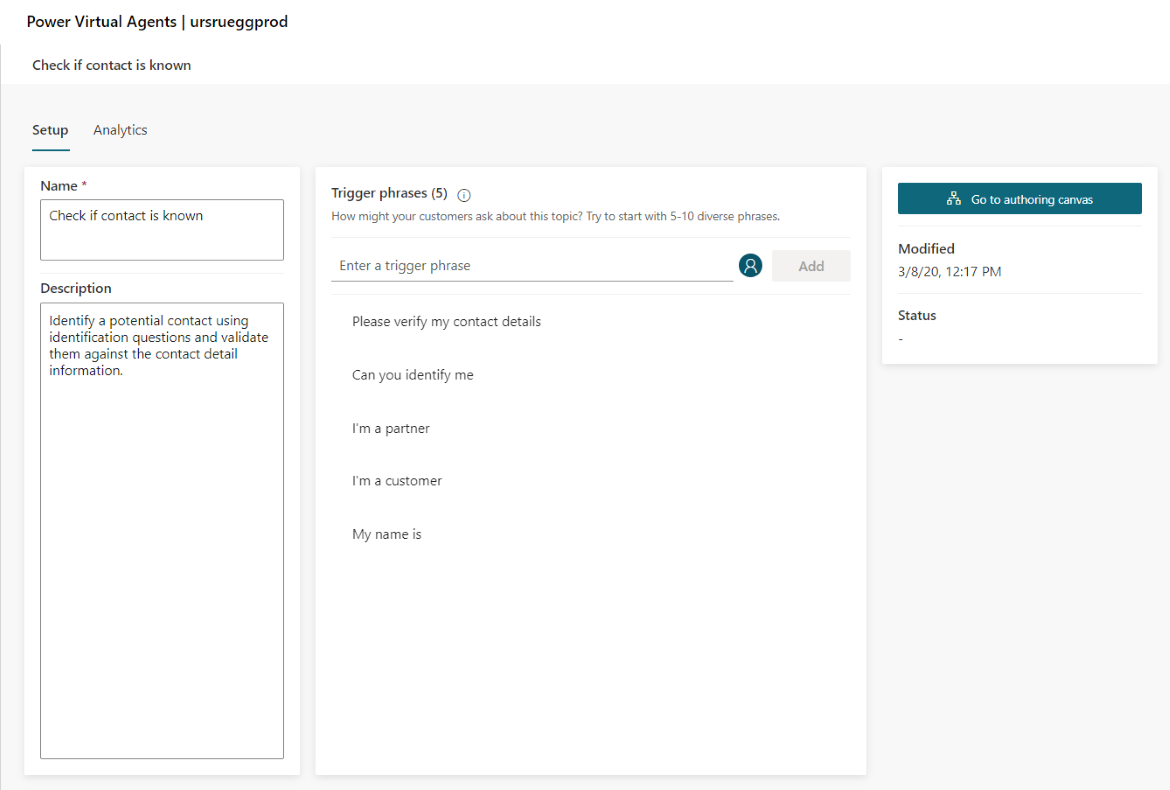 Power Virtual Agents | ursrueggprod
Check if contact is known
Setup
Analytics
Name *
Check if contact is known
Description
Identify a potential contact using
identification questions and validate
them against the contact detail
information.
Trigger phrases (5)
How might your customers ask about this topic? Try to start with 5-10 diverse phrases.
Enter a trigger phrase
Add
Please verify my contact details
Can you identify me
I'm a partner
I'm a customer
My name is
Go to authoring canvas
Modified
3/8/20, 12:17 PM
Status
-